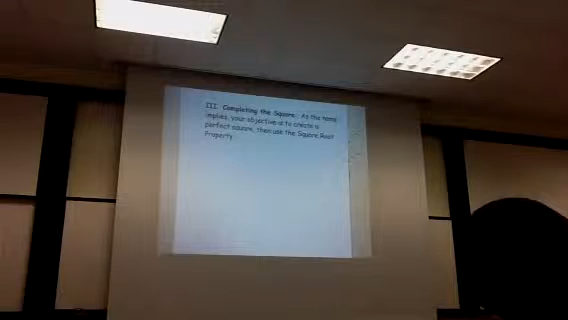 III. Completing the Square. As the name
implies, your objective is to create a
perfect square, then use the Square Root
Property.